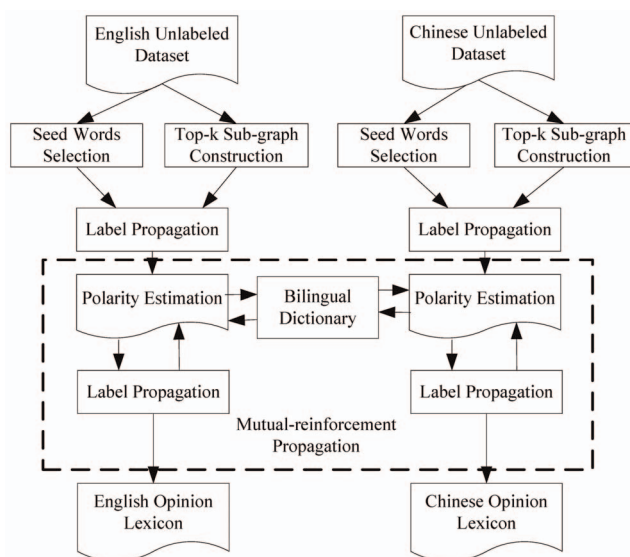 English Unlabeled
Dataset
Chinese Unlabeled
Dataset
Seed Words
Selection
Top-k Sub-graph
Construction
Seed Words
Selection
Top-k Sub-graph
Construction
Label Propagation
Label Propagation
Polarity Estimation
Bilingual
Dictionary
Polarity Estimation
Label Propagation
Label Propagation
Mutual-reinforcement
Propagation
English Opinion
Lexicon
Chinese Opinion
Lexicon